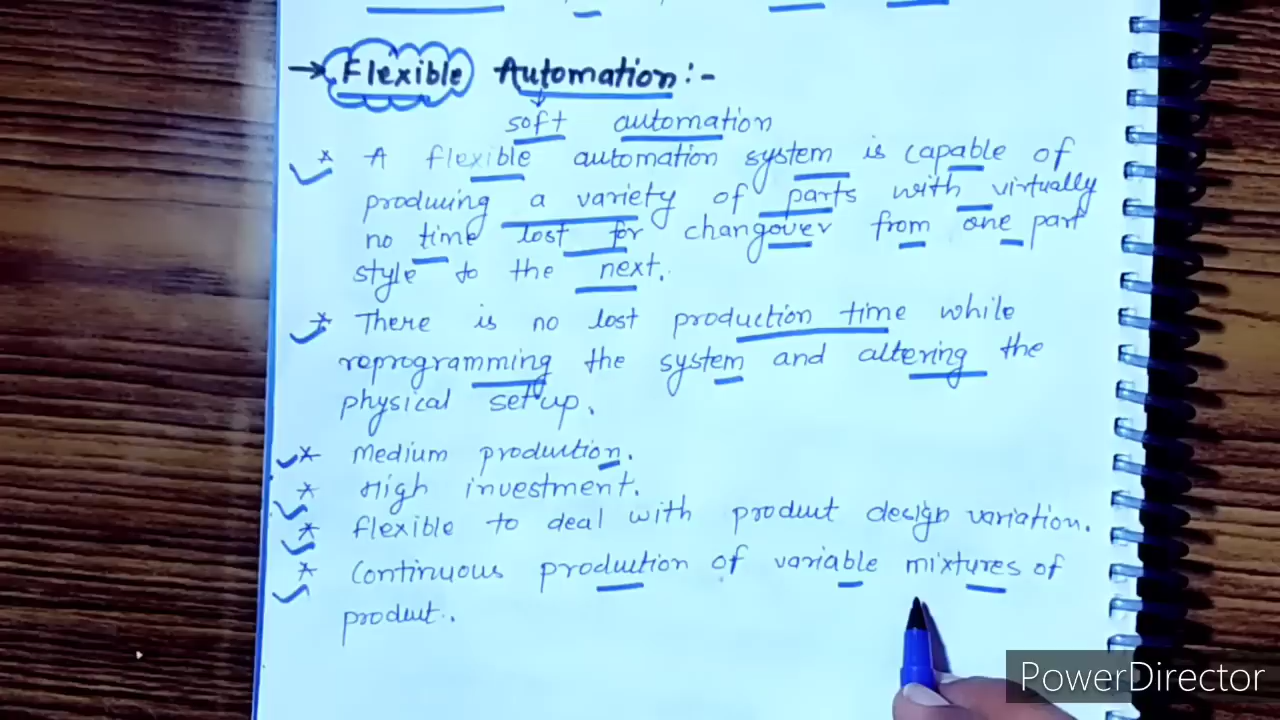 → Flexible Automation:-
soft automation
* A flexible automation system is capable of
produuing a variety of parts with virtually
no time lost for changover from one part
style to the next.
* There is no lost production time while
reprogramming the system and altering the
physical setup.
* Medium production.
* High investment.
* flexible to deal with product design variation.
* Continuous production of variable mixtures of
product.
PowerDirector